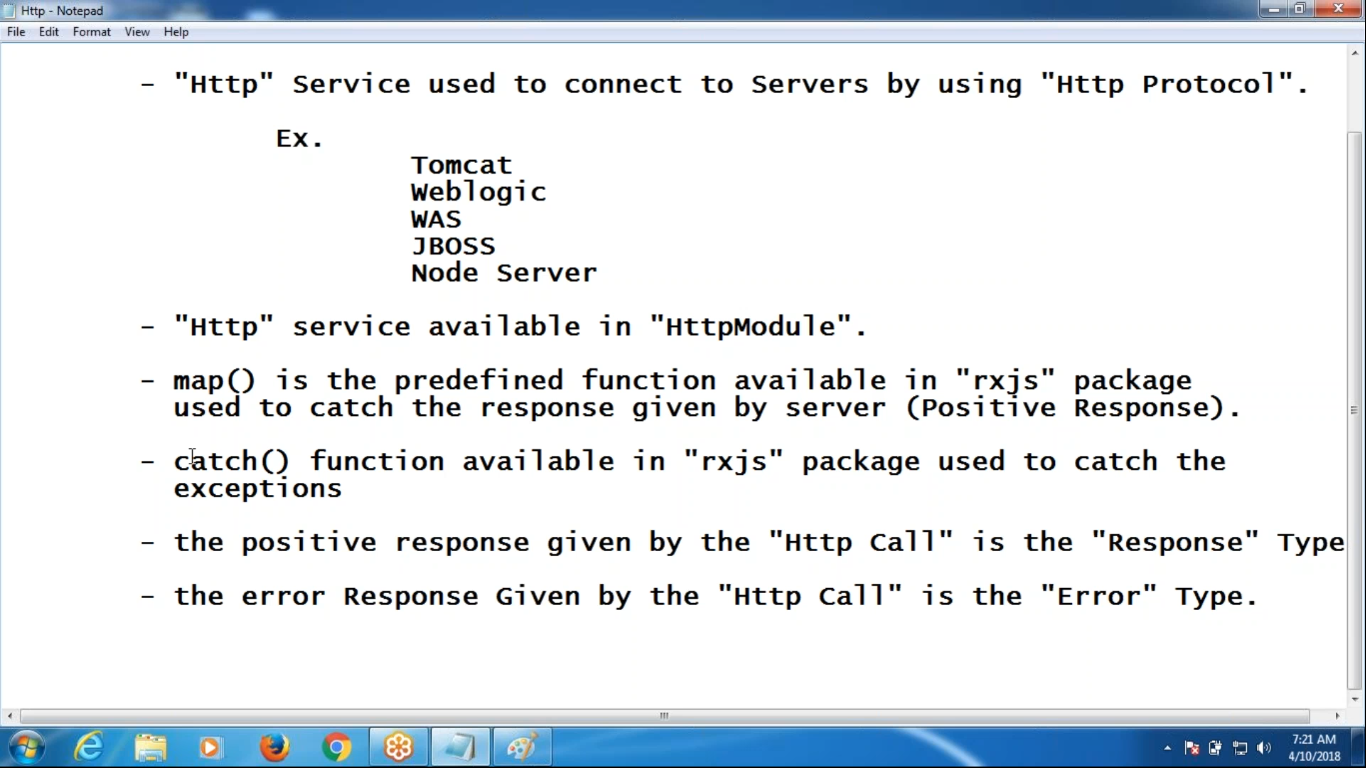 Http - Notepad
File Edit Format View Help
- "Http" Service used to connect to Servers by using "Http Protocol".
Ex.
Tomcat
Weblogic
WAS
JBOSS
Node Server
- "Http" service available in "HttpModule".
- map() is the predefined function available in "rxjs" package
used to catch the response given by server (Positive Response).
- catch() function available in "rxjs" package used to catch the
exceptions
- the positive response given by the "Http Call" is the "Response" Type
- the error Response Given by the "Http Call" is the "Error" Type.
7:21 AM
4/10/2018